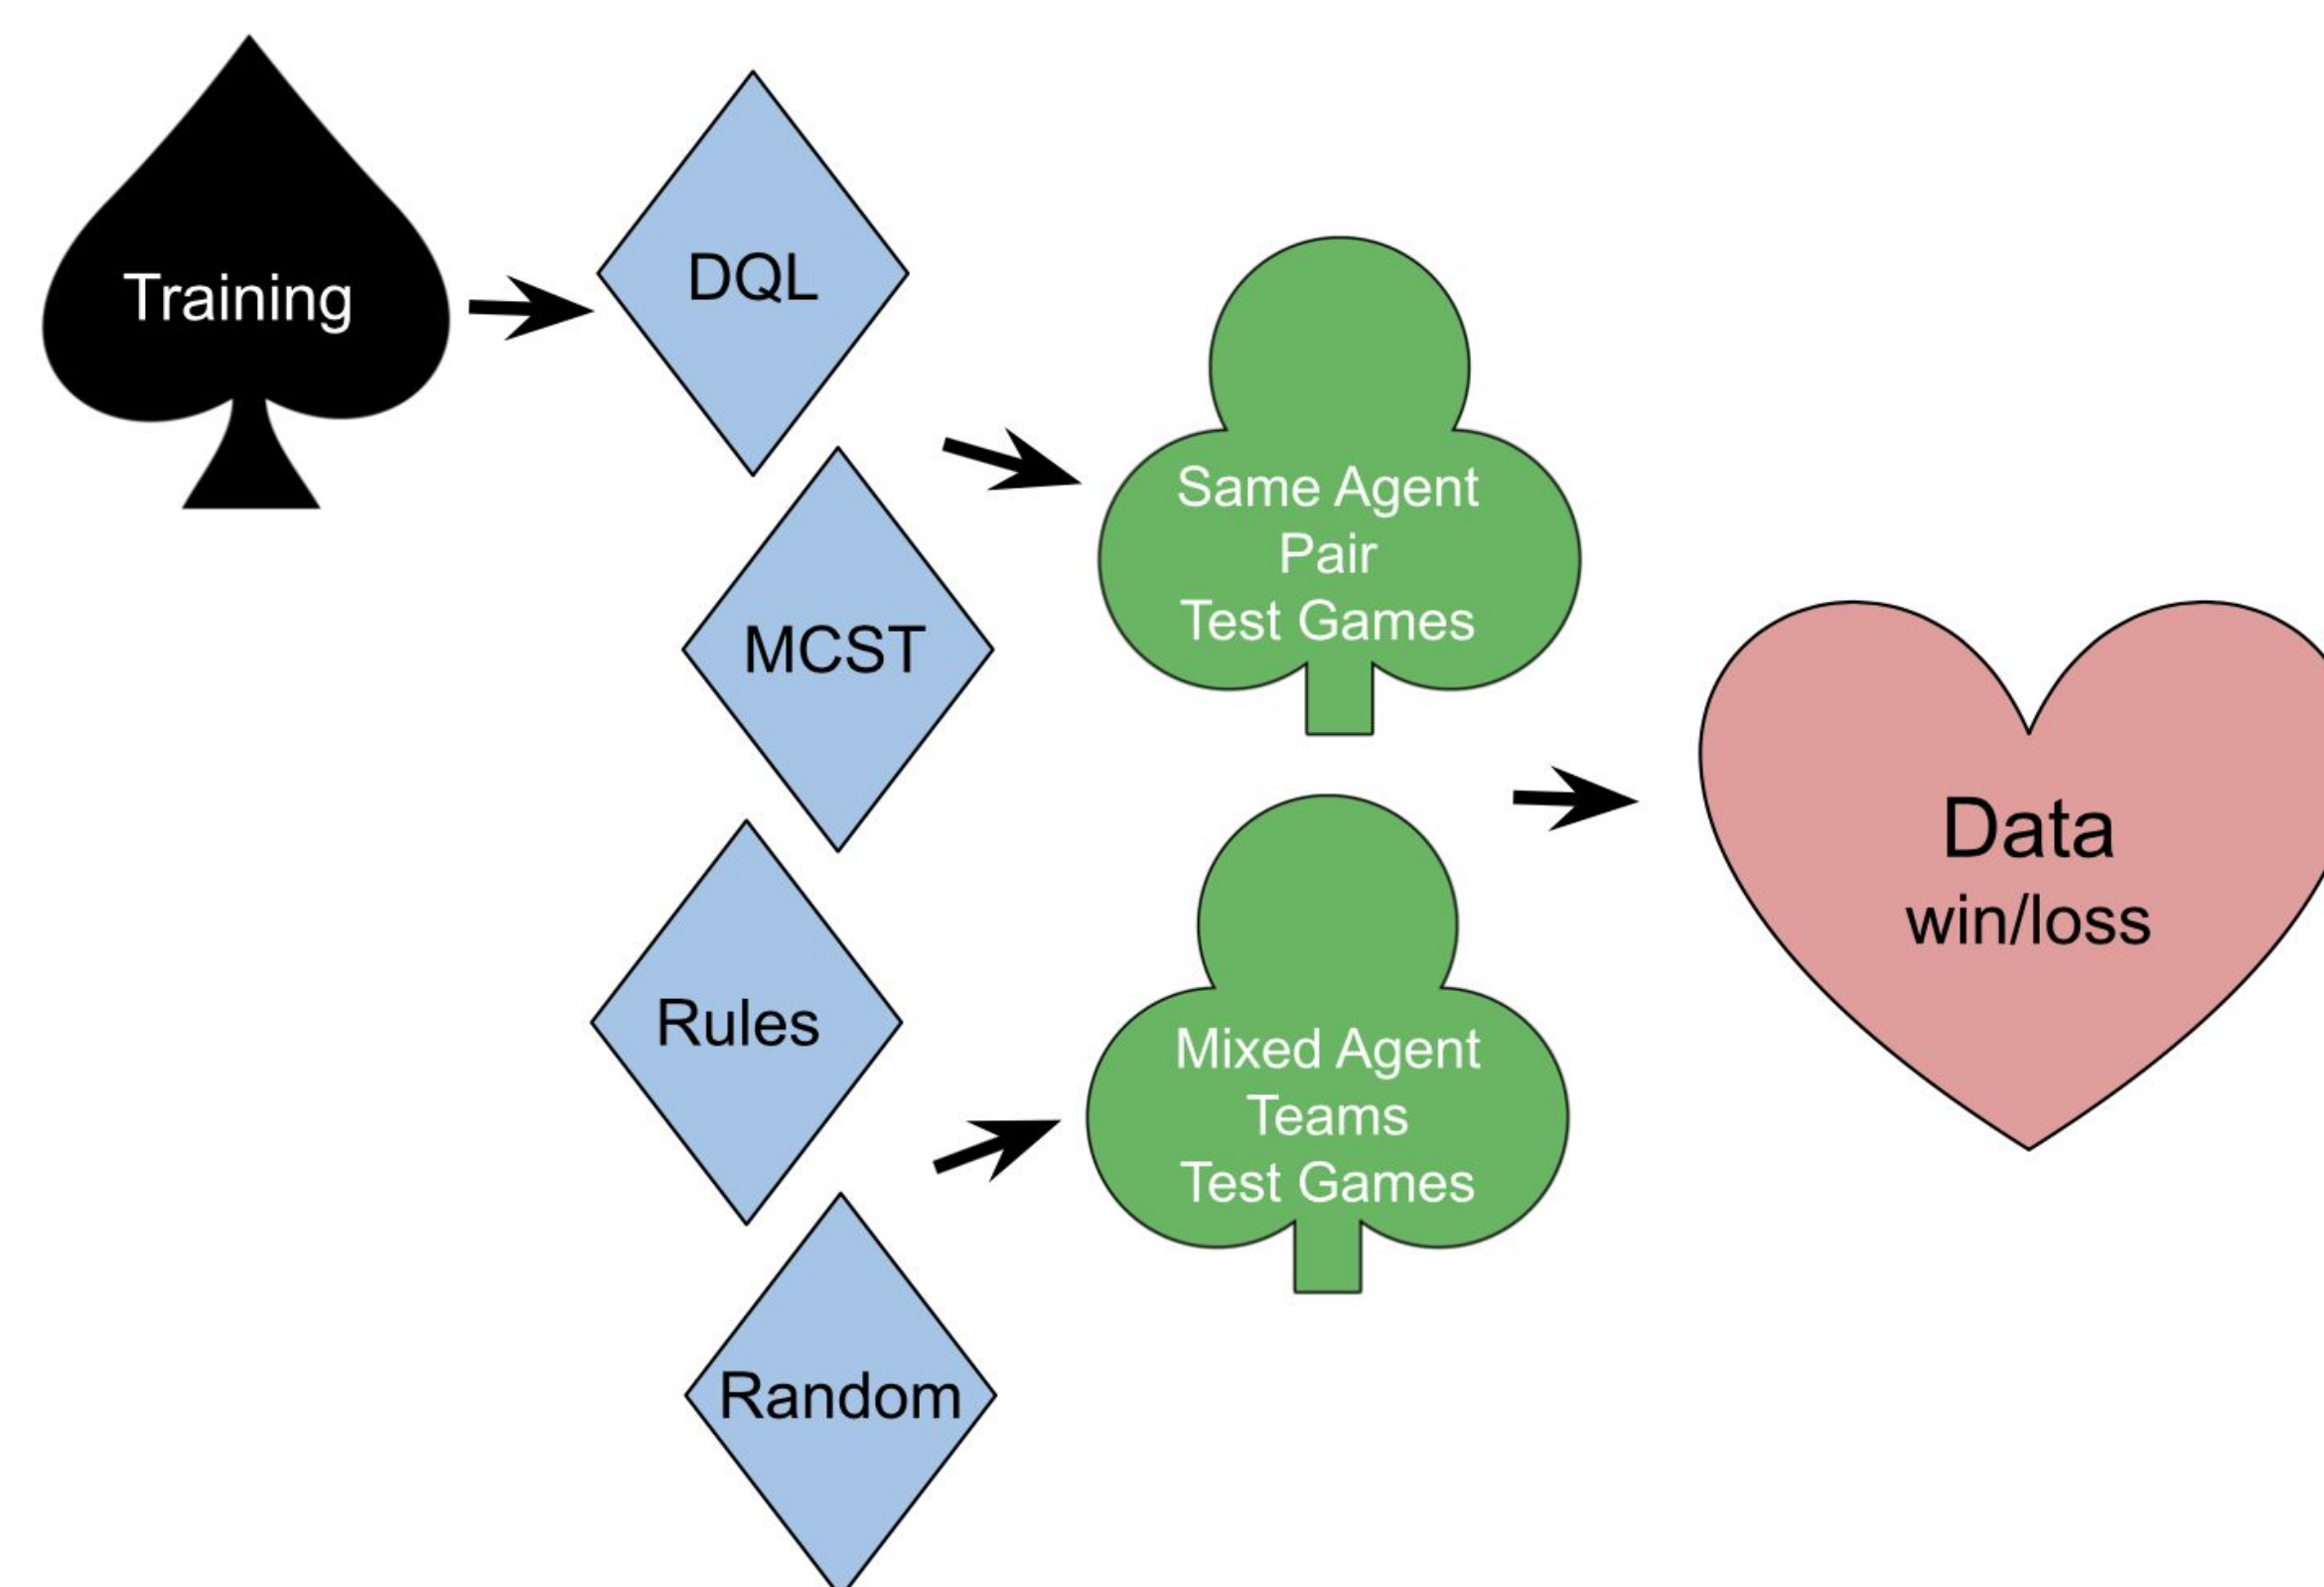 Training
DQL
MCST
Rules
Random
Same Agent
Pair
Test Games
Mixed Agent
Teams
Test Games
Data
win/loss